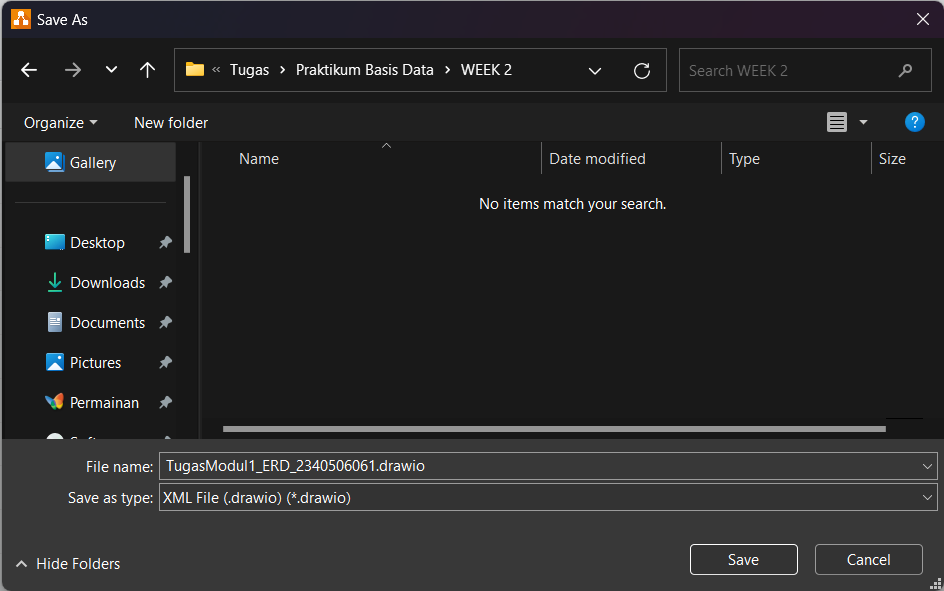 Save As
« Tugas > Praktikum Basis Data > WEEK 2
Search WEEK 2
Organize
New folder
?
Gallery
Name
Date modified
Type
Size
No items match your search.
Desktop
Downloads
Documents
Pictures
Permainan
File name: TugasModul1_ERD_2340506061.drawio
Save as type: XML File (.drawio) (*.drawio)
Hide Folders
Save
Cancel